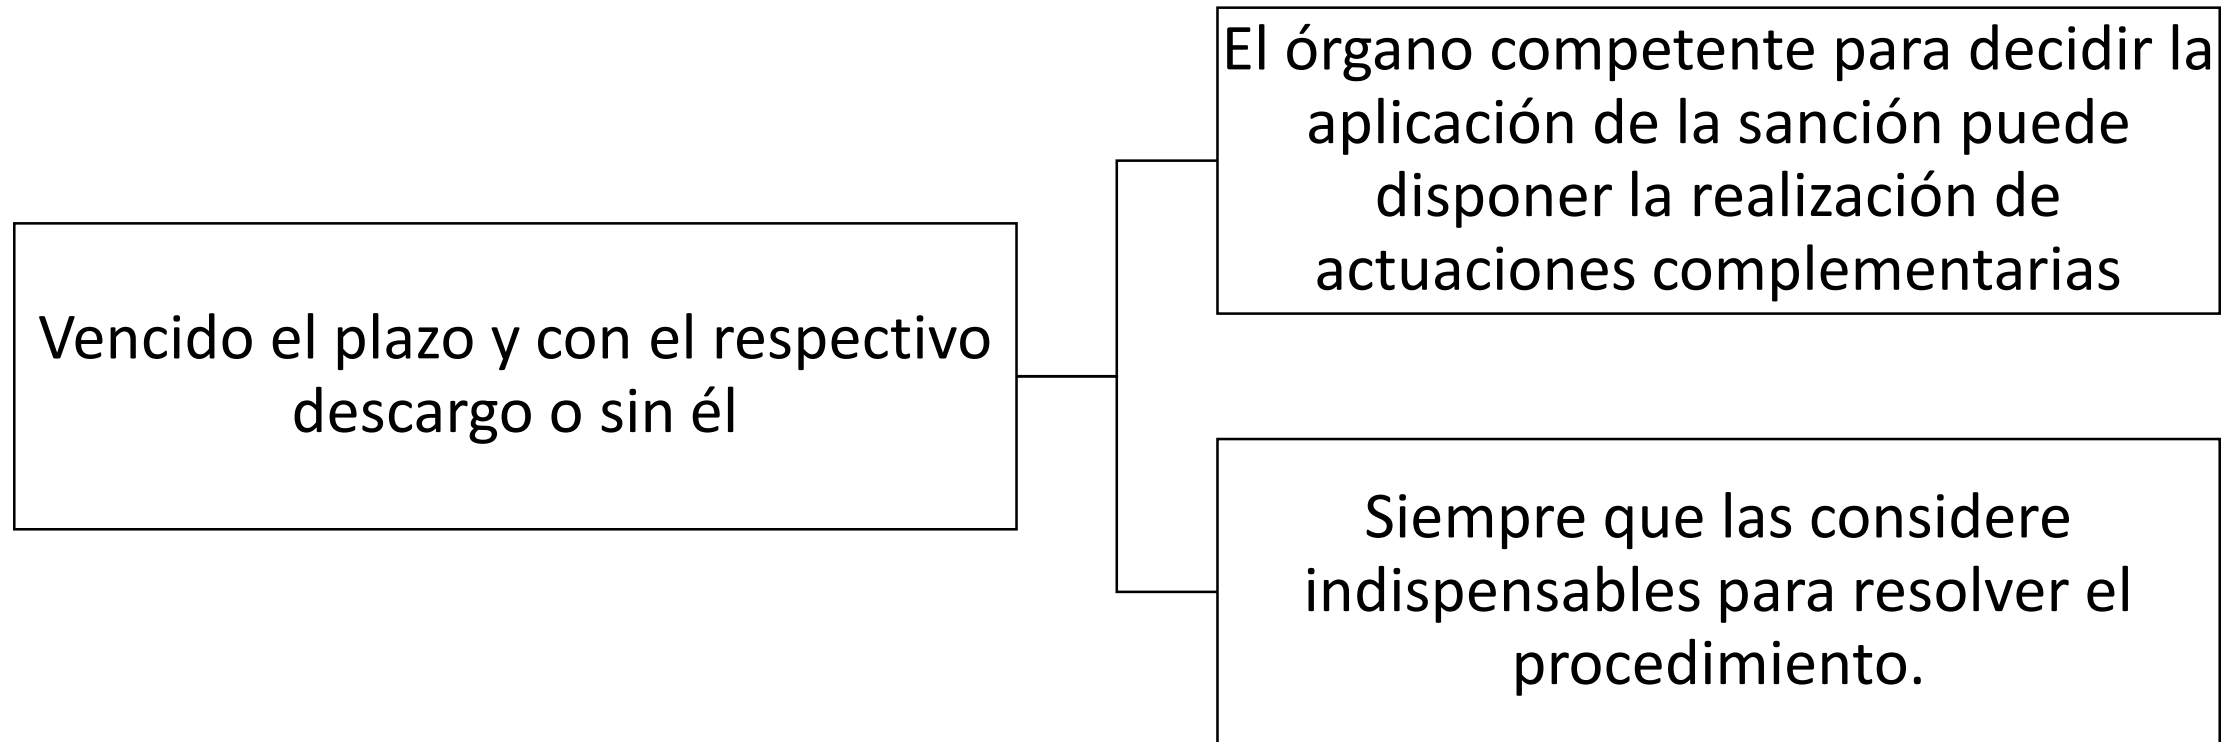 Vencido el plazo y con el respectivo
descargo o sin él
El órgano competente para decidir la
aplicación de la sanción puede
disponer la realización de
actuaciones complementarias
Siempre que las considere
indispensables para resolver el
procedimiento.